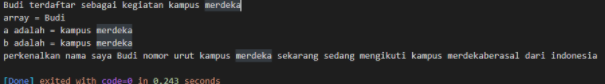 Budi terdaftar sebagai kegiatan kampus merdeka
array = Budi
a adalah = kampus merdeka
b adalah = kampus merdeka
perkenalkan nama saya Budi nomor urut kampus merdeka sekarang sedang mengikuti kampus merdekaberasal dari indonesia
[Done] exited with code=0 in 0.243 seconds